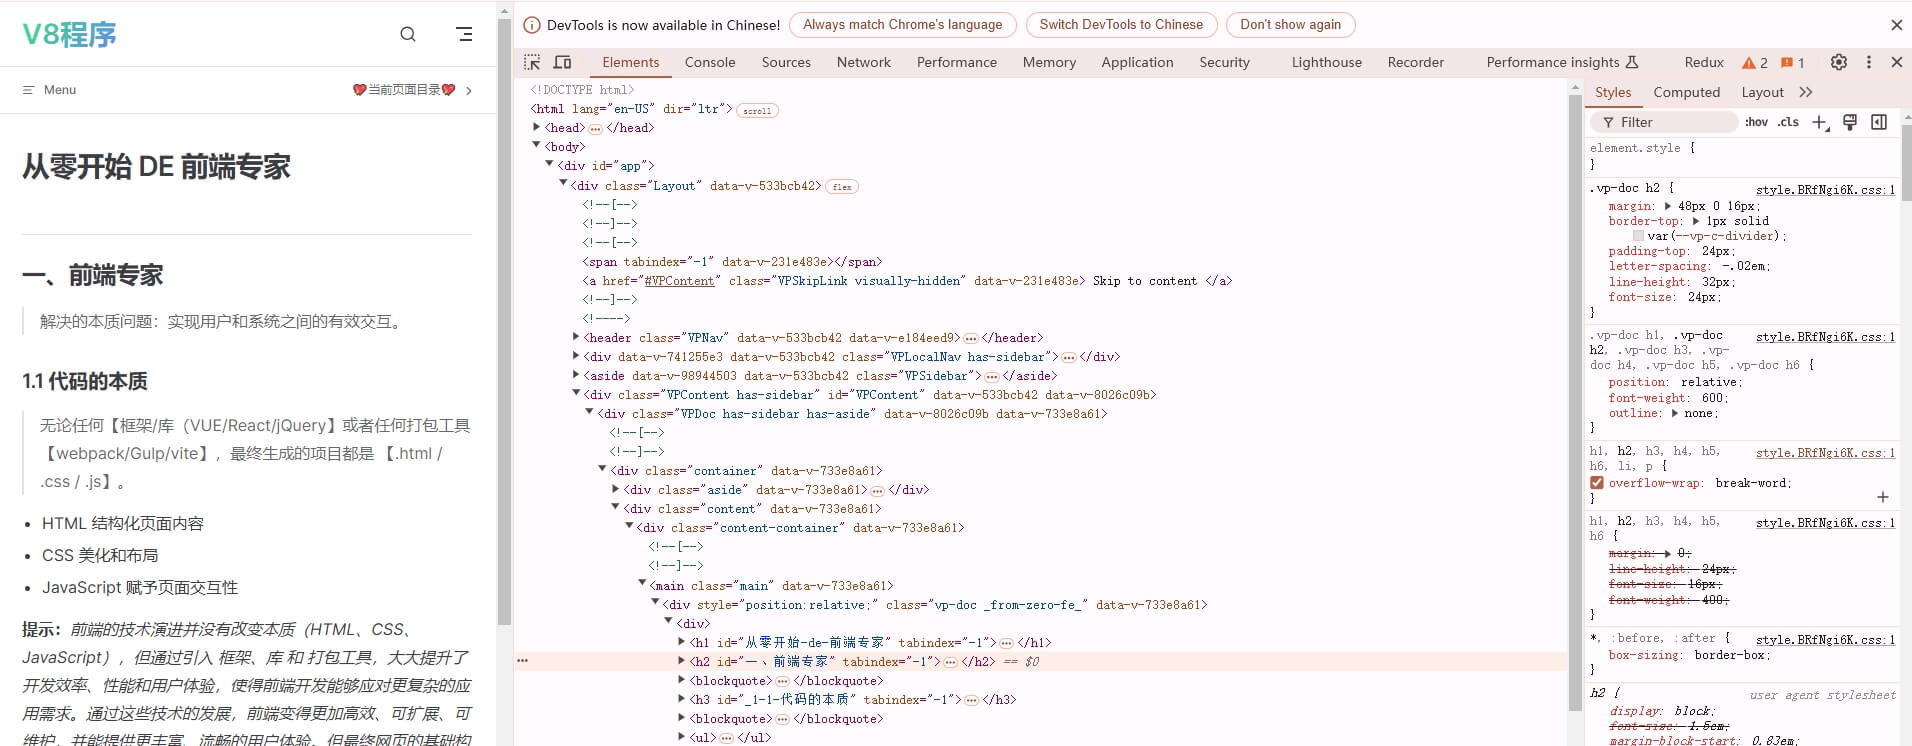 V8程序
Menu
❤️当前页面目录❤️
从零开始 DE 前端专家
一、前端专家
解决的本质问题：实现用户和系统之间的有效交互。
1.1 代码的本质
无论任何【框架/库（VUE/React/jQuery】或者任何打包工具
【webpack/Gulp/vite】，最终生成的项目都是 【.html /
.css / .js】。
• HTML 结构化页面内容
• CSS 美化和布局
• JavaScript 赋予页面交互性
提示：前端的技术演进并没有改变本质（HTML、CSS、
JavaScript），但通过引入 框架、库 和 打包工具，大大提升了
开发效率、性能和用户体验，使得前端开发能够应对更复杂的应
用需求。通过这些技术的发展，前端变得更加高效、可扩展、可
维护，并能提供更丰富、流畅的用户体验。但最终网页的基础构
DevTools is now available in Chinese! Always match Chrome's language Switch DevTools to Chinese Don't show again
Elements Console Sources Network Performance Memory Application Security Lighthouse Recorder Performance insights Redux 2 1
<!DOCTYPE html>
<html lang="en-US" dir="ltr"> scroll
<head> ⋯ </head>
<body>
<div id="app">
<div class="Layout" data-v-533bcb42> flex
<!--[-->
<!--]-->
<!--[-->
<span tabindex="-1" data-v-231e483e></span>
<a href="#VPContent" class="VPSkipLink visually-hidden" data-v-231e483e> Skip to content </a>
<!--]-->
<!---->
<header class="VPNav" data-v-533bcb42 data-v-e184eed9> ⋯ </header>
<div data-v-741255e3 data-v-533bcb42 class="VPLocalNav has-sidebar"> ⋯ </div>
<aside data-v-98944503 data-v-533bcb42 class="VPSidebar"> ⋯ </aside>
<div class="VPContent has-sidebar" id="VPContent" data-v-533bcb42 data-v-8026c09b>
<div class="VPDoc has-sidebar has-aside" data-v-8026c09b data-v-733e8a61>
<!--[-->
<!--]-->
<div class="container" data-v-733e8a61>
<div class="aside" data-v-733e8a61> ⋯ </div>
<div class="content" data-v-733e8a61>
<div class="content-container" data-v-733e8a61>
<!--[-->
<!--]-->
<main class="main" data-v-733e8a61>
<div style="position:relative;" class="vp-doc _from-zero-fe_" data-v-733e8a61>
<div>
<h1 id="从零开始-de-前端专家" tabindex="-1"> ⋯ </h1>
<h2 id="一、前端专家" tabindex="-1"> ⋯ </h2> == $0
<blockquote> ⋯ </blockquote>
<h3 id="_1-1-代码的本质" tabindex="-1"> ⋯ </h3>
<blockquote> ⋯ </blockquote>
<ul> ⋯ </ul>
Styles Computed Layout
Filter :hov .cls
element.style {
}
.vp-doc h2 { style.BRfNgi6K.css:1
margin: 48px 0 16px;
border-top: 1px solid
var(--vp-c-divider);
padding-top: 24px;
letter-spacing: -.02em;
line-height: 32px;
font-size: 24px;
}
.vp-doc h1, .vp-doc style.BRfNgi6K.css:1
h2, .vp-doc h3, .vp-
doc h4, .vp-doc h5, .vp-doc h6 {
position: relative;
font-weight: 600;
outline: none;
}
h1, h2, h3, h4, h5, style.BRfNgi6K.css:1
h6, li, p {
overflow-wrap: break-word;
}
h1, h2, h3, h4, h5, style.BRfNgi6K.css:1
h6 {
margin: 0;
line-height: 24px;
font-size: 16px;
font-weight: 400;
}
*, :before, :after { style.BRfNgi6K.css:1
box-sizing: border-box;
}
h2 { user agent stylesheet
display: block;
font-size: 1.5em;
margin-block-start: 0.83em;